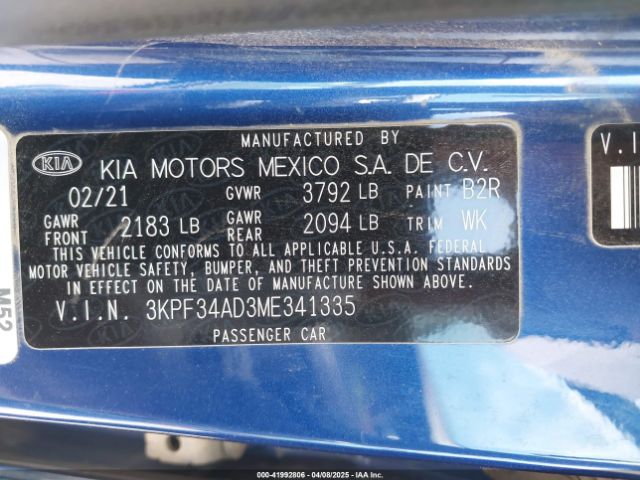 MANUFACTURED BY
KIA KIA MOTORS MEXICO S.A. DE C.V.
02/21 GVWR 3792 LB PAINT B2R
GAWR FRONT 2183 LB GAWR REAR 2094 LB TRIM WK
THIS VEHICLE CONFORMS TO ALL APPLICABLE U.S.A. FEDERAL
MOTOR VEHICLE SAFETY, BUMPER, AND THEFT PREVENTION STANDARDS
IN EFFECT ON THE DATE OF MANUFACTURE SHOWN ABOVE.
V.I.N. 3KPF34AD3ME341335
PASSENGER CAR
V.I
M52
000-41992806 - 04/08/2025 - IAA Inc.